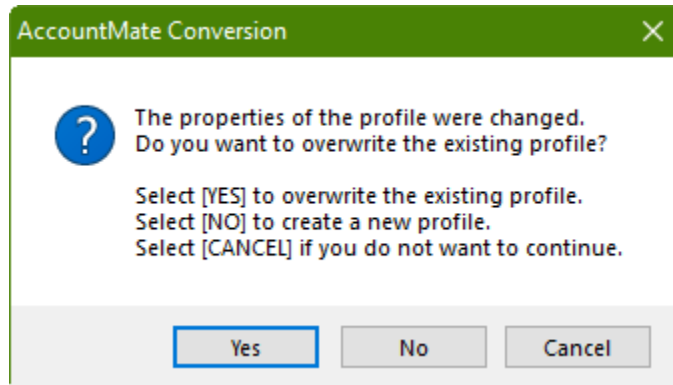 AccountMate Conversion
The properties of the profile were changed.
Do you want to overwrite the existing profile?
Select [YES] to overwrite the existing profile.
Select [NO] to create a new profile.
Select [CANCEL] if you do not want to continue.
Yes
No
Cancel